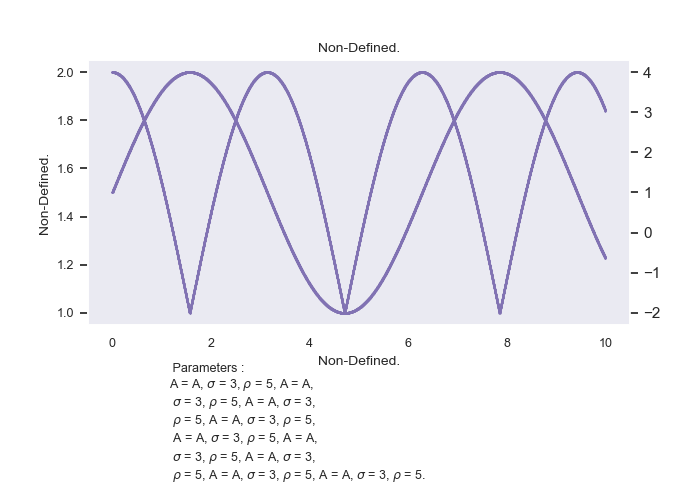 Non-Defined.
2.0
1.8
1.6
1.4
1.2
1.0
Non-Defined.
4
3
2
1
0
−1
−2
0 2 4 6 8 10
Non-Defined.
Parameters :
A = A, σ = 3, ρ = 5, A = A,
σ = 3, ρ = 5, A = A, σ = 3,
ρ = 5, A = A, σ = 3, ρ = 5,
A = A, σ = 3, ρ = 5, A = A,
σ = 3, ρ = 5, A = A, σ = 3,
ρ = 5, A = A, σ = 3, ρ = 5, A = A, σ = 3, ρ = 5.